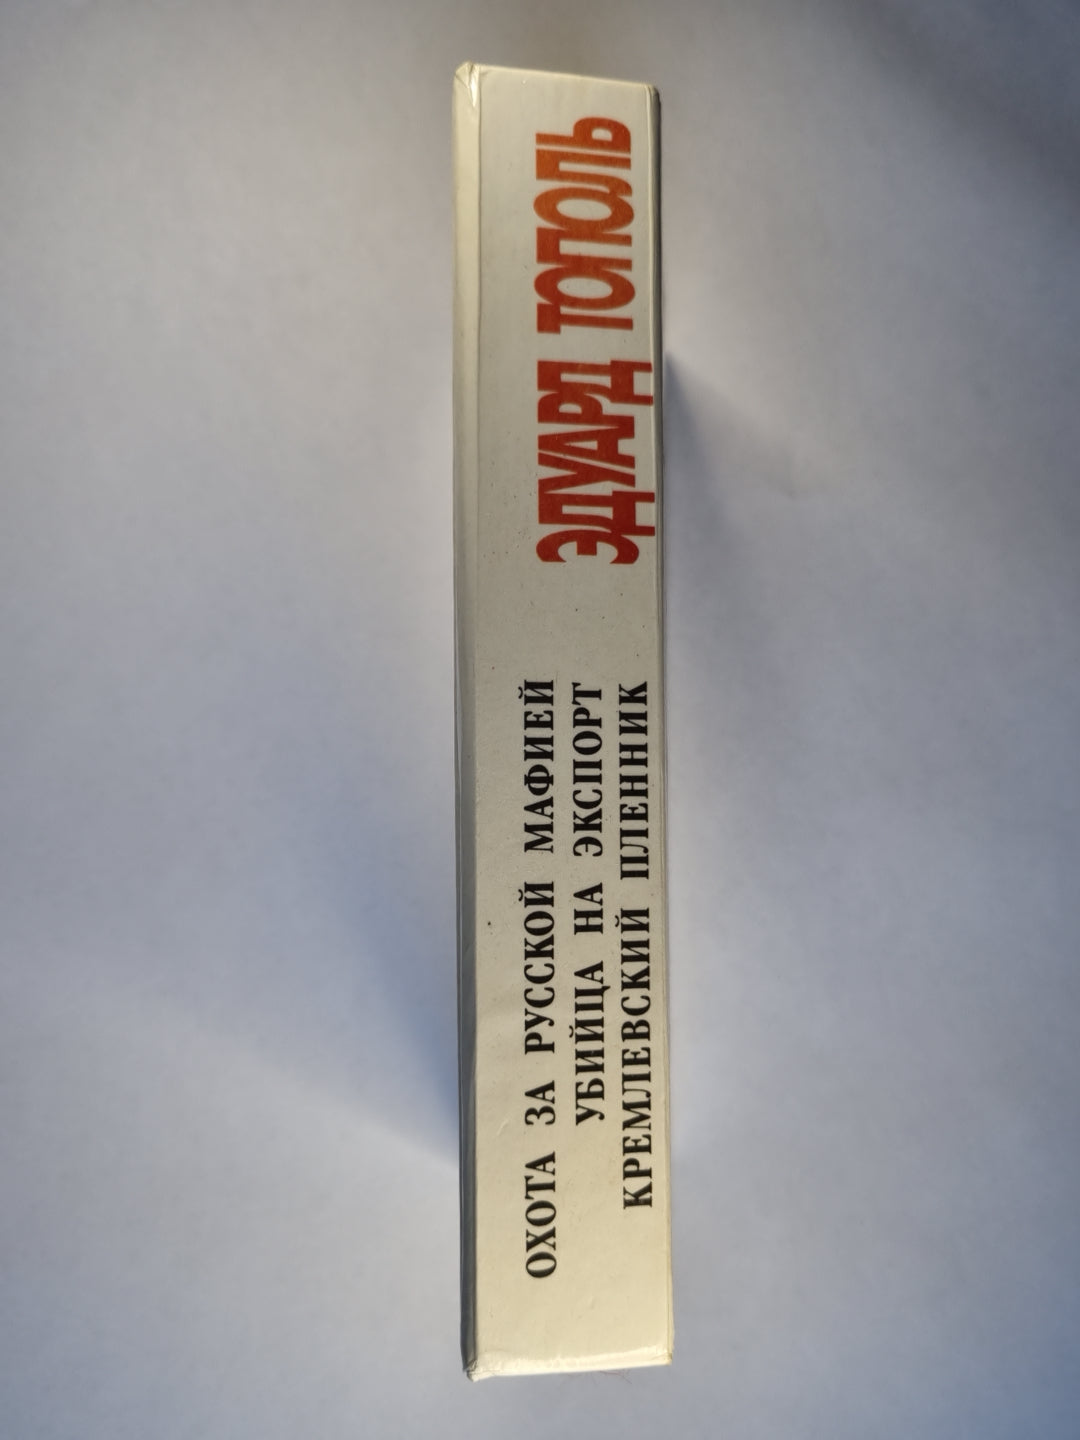 ОХОТА ЗА РУССКОЙ МАФИЕЙ
УБИЙЦА НА ЭКСПОРТ
КРЕМЛЕВСКИЙ ПЛЕННИК
ЭДУАРД ТОПОЛЬ